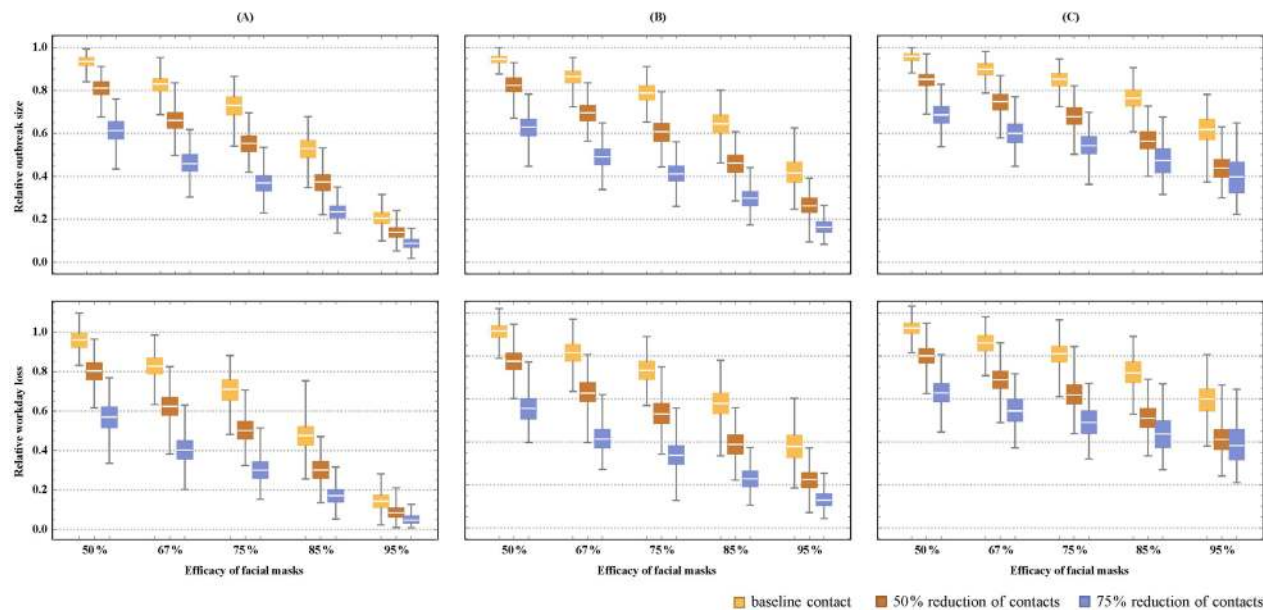 (A) (B) (C)
Relative outbreak size
1.0
0.8
0.6
0.4
0.2
0.0
Relative workday loss
1.0
0.8
0.6
0.4
0.2
0.0
50% 67% 75% 85% 95% 50% 67% 75% 85% 95% 50% 67% 75% 85% 95%
Efficacy of facial masks Efficacy of facial masks Efficacy of facial masks
baseline contact 50% reduction of contacts 75% reduction of contacts